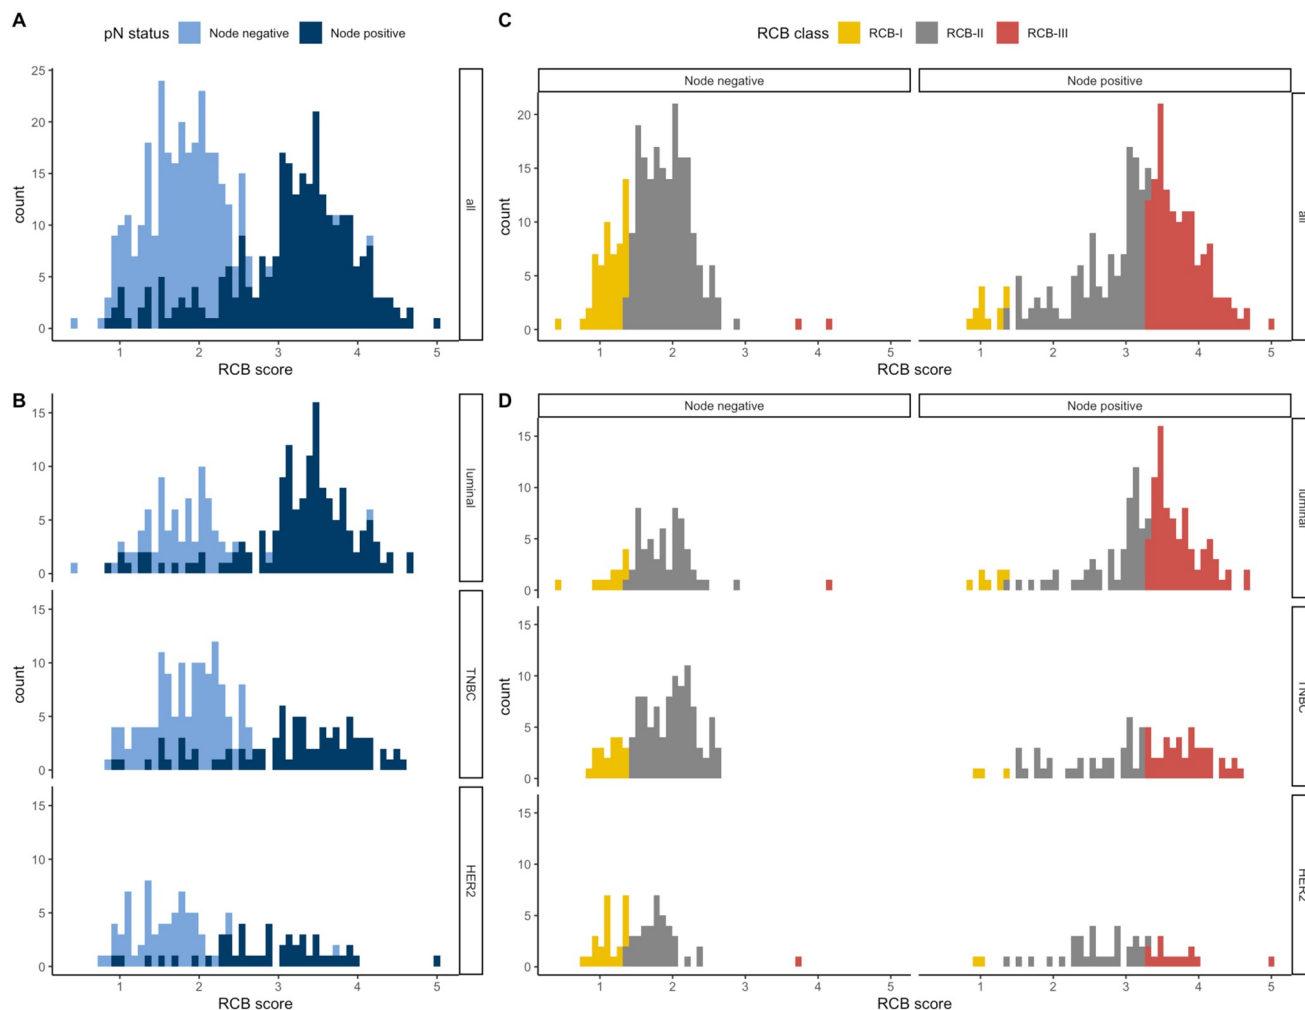 A
pN status Node negative Node positive
25
20
15
10
5
0
count
all
1 2 3 4 5
RCB score
B
15
10
5
0
luminal
15
10
5
0
count
TNBC
15
10
5
0
HER2
1 2 3 4 5
RCB score
C
RCB class RCB-I RCB-II RCB-III
Node negative Node positive
20
15
10
5
0
count
all
1 2 3 4 5 1 2 3 4 5
RCB score
D
Node negative Node positive
15
10
5
0
luminal
15
10
5
0
count
TNBC
15
10
5
0
HER2
1 2 3 4 5 1 2 3 4 5
RCB score